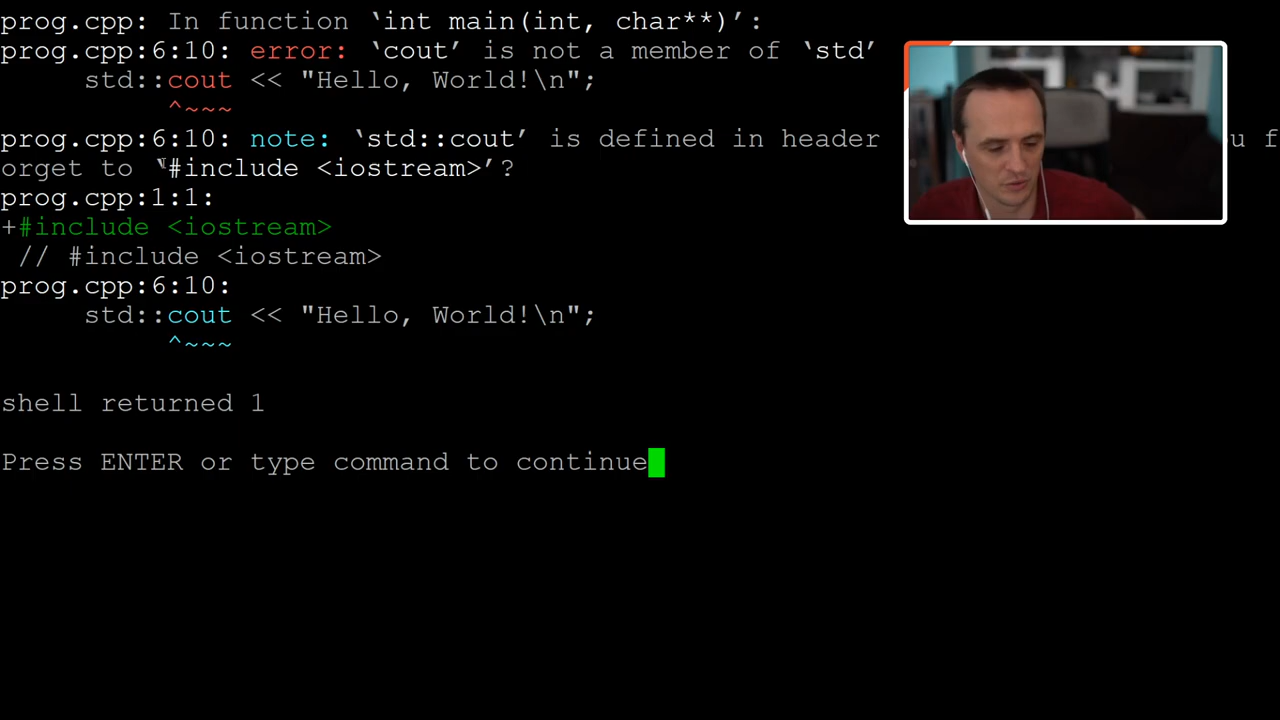 prog.cpp: In function ‘int main(int, char**)’:
prog.cpp:6:10: error: ‘cout’ is not a member of ‘std’
     std::cout << "Hello, World!\n";
          ^~~~
prog.cpp:6:10: note: ‘std::cout’ is defined in header u f
orget to ‘#include <iostream>’?
prog.cpp:1:1:
+#include <iostream>
 // #include <iostream>
prog.cpp:6:10:
     std::cout << "Hello, World!\n";
          ^~~~
shell returned 1
Press ENTER or type command to continue